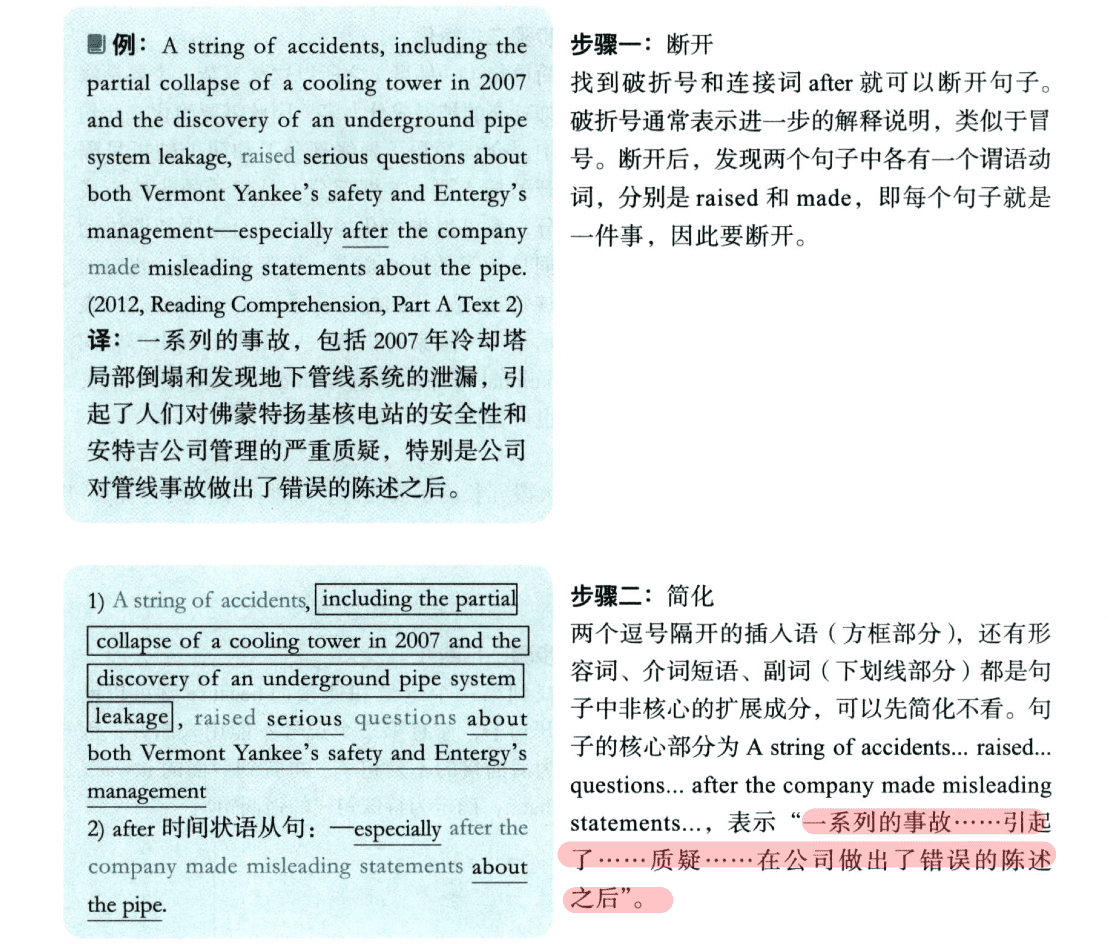 例：A string of accidents, including the
partial collapse of a cooling tower in 2007
and the discovery of an underground pipe
system leakage, raised serious questions about
both Vermont Yankee's safety and Entergy's
management—especially after the company
made misleading statements about the pipe.
(2012, Reading Comprehension, Part A Text 2)
译：一系列的事故，包括 2007 年冷却塔
局部倒塌和发现地下管线系统的泄漏，引
起了人们对佛蒙特扬基核电站的安全性和
安特吉公司管理的严重质疑，特别是公司
对管线事故做出了错误的陈述之后。
步骤一：断开
找到破折号和连接词 after 就可以断开句子。
破折号通常表示进一步的解释说明，类似于冒
号。断开后，发现两个句子中各有一个谓语动
词，分别是 raised 和 made，即每个句子就是
一件事，因此要断开。
1) A string of accidents, including the partial
collapse of a cooling tower in 2007 and the
discovery of an underground pipe system
leakage, raised serious questions about
both Vermont Yankee's safety and Entergy's
management
2) after 时间状语从句：—especially after the
company made misleading statements about
the pipe.
步骤二：简化
两个逗号隔开的插入语（方框部分），还有形
容词、介词短语、副词（下划线部分）都是句
子中非核心的扩展成分，可以先简化不看。句
子的核心部分为 A string of accidents... raised...
questions... after the company made misleading
statements...，表示“一系列的事故……引起
了……质疑……在公司做出了错误的陈述
之后”。